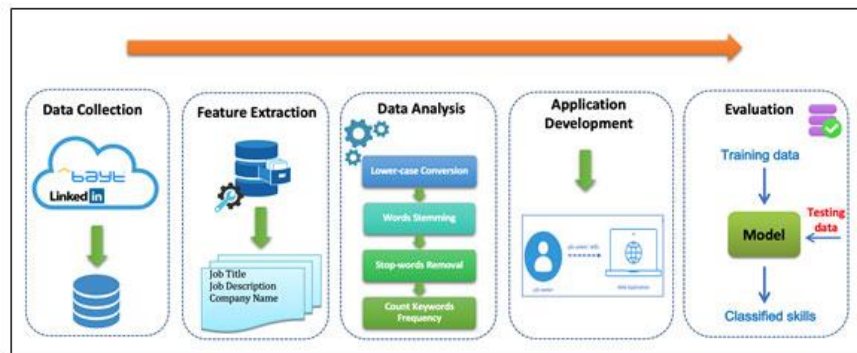 Data Collection
bayt
Linked in
Feature Extraction
Job Title
Job Description
Company Name
Data Analysis
Lower-case Conversion
Words Stemming
Stop-words Removal
Count Keywords
Frequency
Application
Development
Evaluation
Training data
Testing
data
Model
Classified skills